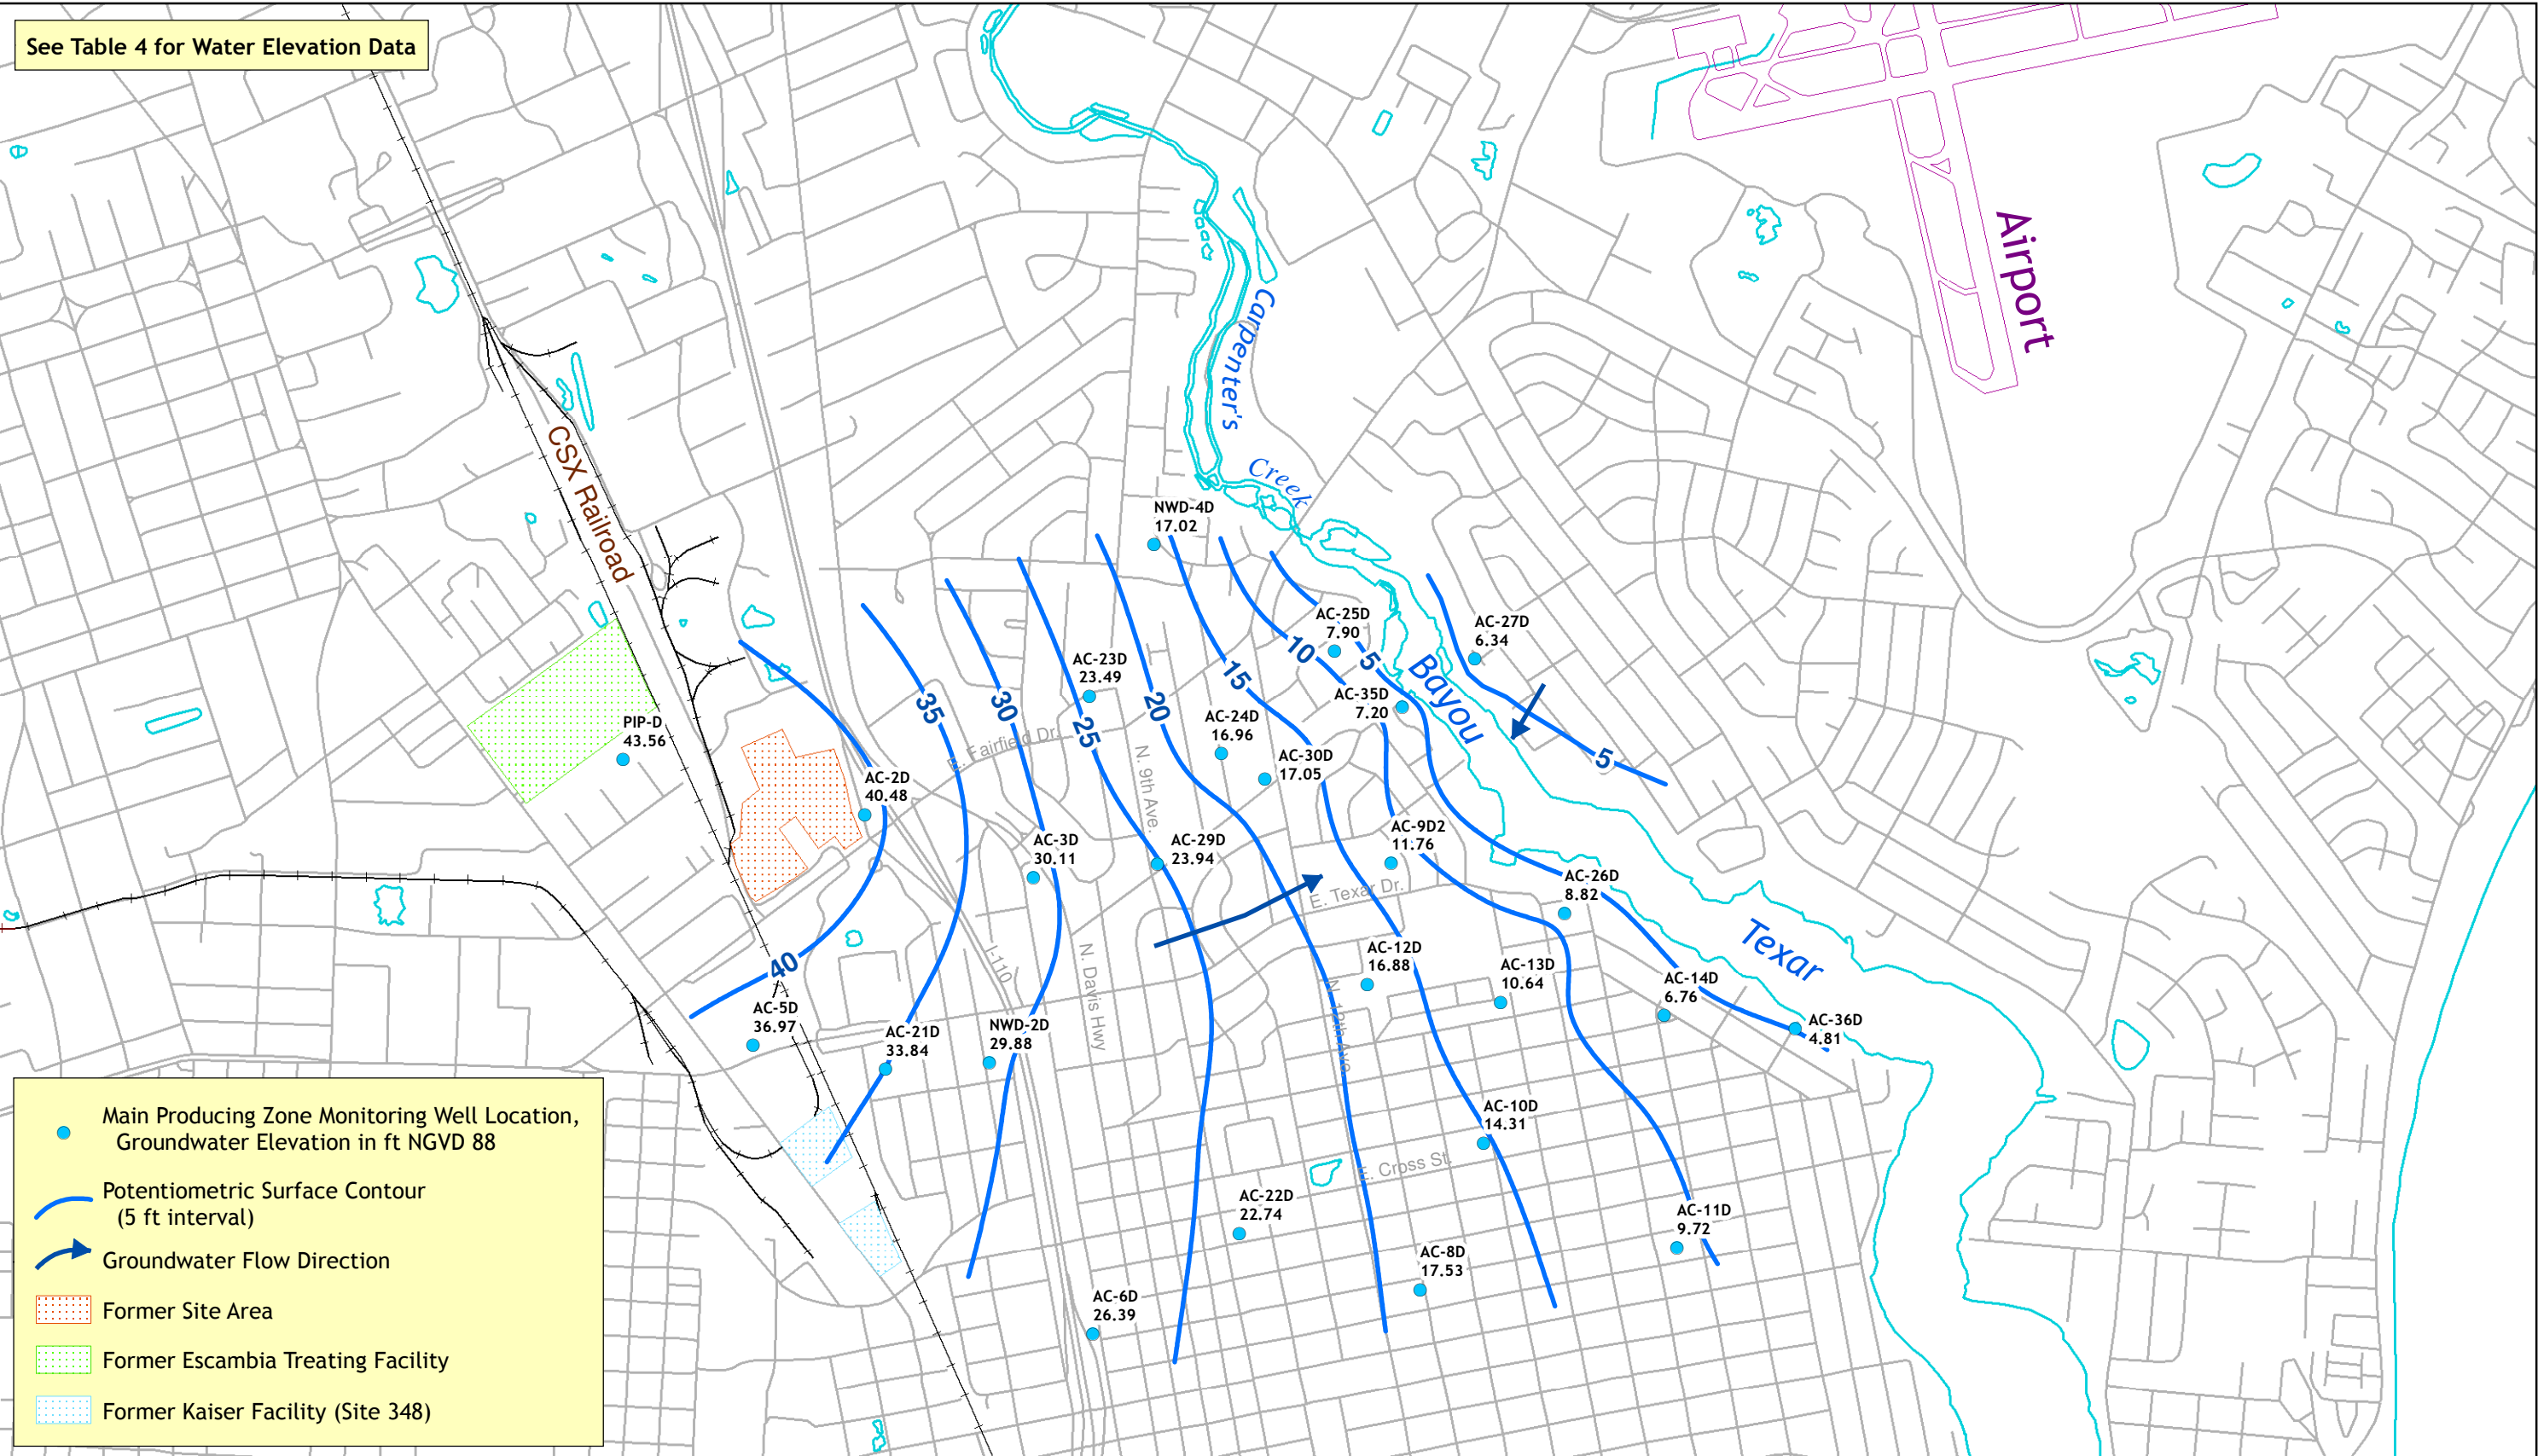 See Table 4 for Water Elevation Data
Airport
Carpenter's
Creek
CSX Railroad
NWD-4D
17.02
AC-25D
7.90
AC-27D
6.34
AC-23D
23.49
10
5
15
Bayou
35
30
20
25
AC-35D
7.20
PIP-D
43.56
AC-24D
16.96
E. Fairfield Dr.
N. 9th Ave.
AC-30D
17.05
5
AC-2D
40.48
AC-3D
30.11
AC-29D
23.94
AC-9D2
11.76
E. Texar Dr.
AC-26D
8.82
Texar
40
I-110
N. Davis Hwy
AC-12D
16.88
AC-13D
10.64
N. 12th Ave.
AC-14D
6.76
AC-5D
36.97
AC-21D
33.84
NWD-2D
29.88
AC-36D
4.81
AC-10D
14.31
E. Cross St.
AC-22D
22.74
AC-11D
9.72
AC-8D
17.53
AC-6D
26.39
Main Producing Zone Monitoring Well Location,
Groundwater Elevation in ft NGVD 88
Potentiometric Surface Contour
(5 ft interval)
Groundwater Flow Direction
Former Site Area
Former Escambia Treating Facility
Former Kaiser Facility (Site 348)